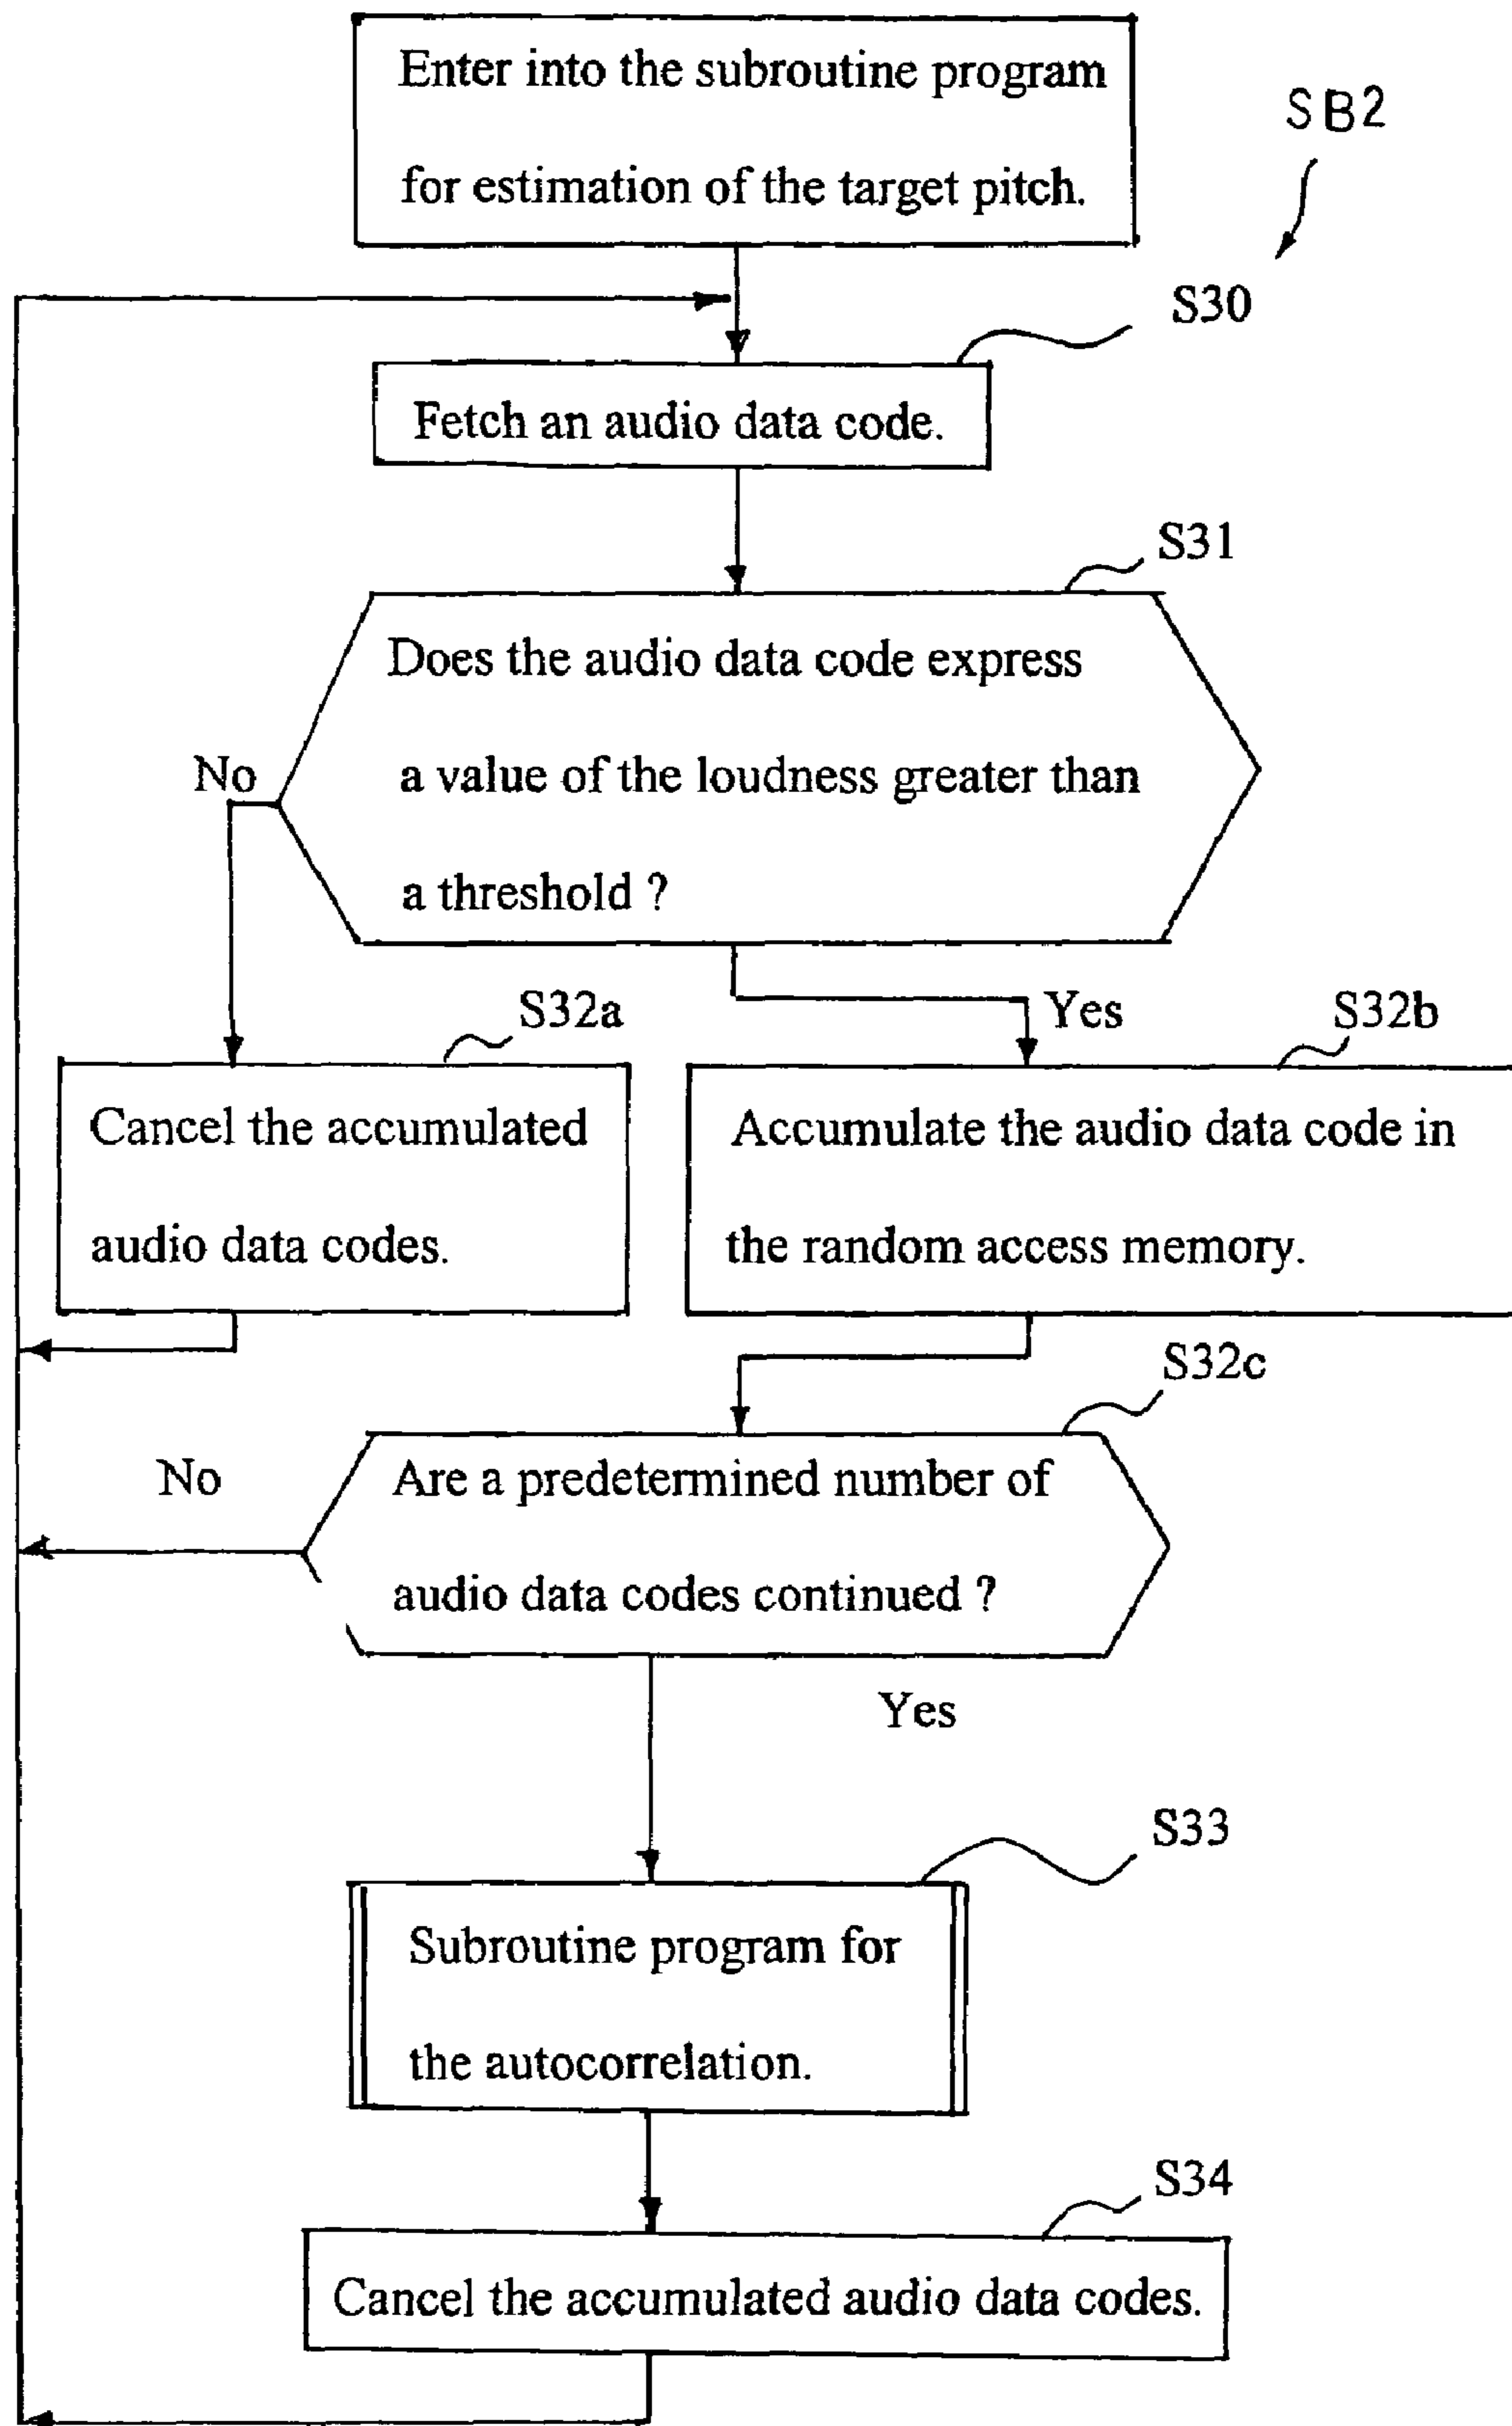 Enter into the subroutine program
for estimation of the target pitch.
SB2
S30
Fetch an audio data code.
S31
Does the audio data code express
a value of the loudness greater than
a threshold ?
No
Yes
S32a
S32b
Cancel the accumulated
audio data codes.
Accumulate the audio data code in
the random access memory.
S32c
No
Are a predetermined number of
audio data codes continued ?
Yes
S33
Subroutine program for
the autocorrelation.
S34
Cancel the accumulated audio data codes.